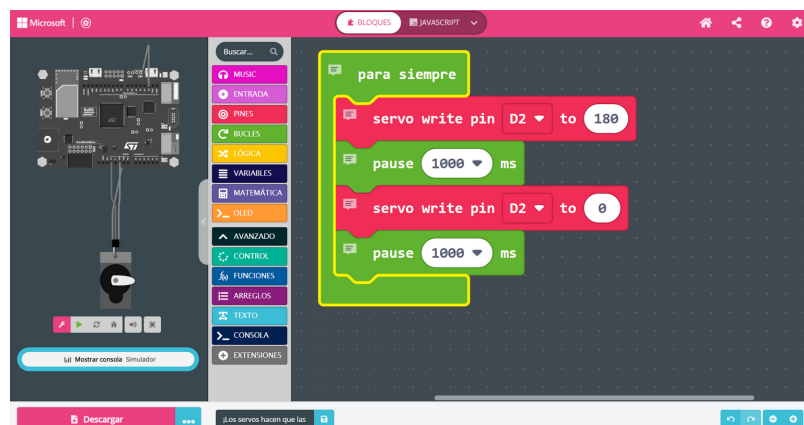 Microsoft
BLOQUES
JAVASCRIPT
Buscar...
MUSIC
ENTRADA
PINES
BUCLES
LÓGICA
VARIABLES
MATEMÁTICA
OLED
AVANZADO
CONTROL
FUNCIONES
ARREGLOS
TEXTO
CONSOLA
EXTENSIONES
para siempre
servo write pin D2 to 180
pause 1000 ms
servo write pin D2 to 0
pause 1000 ms
Mostrar consola Simulador
Descargar
¡Los servos hacen que las